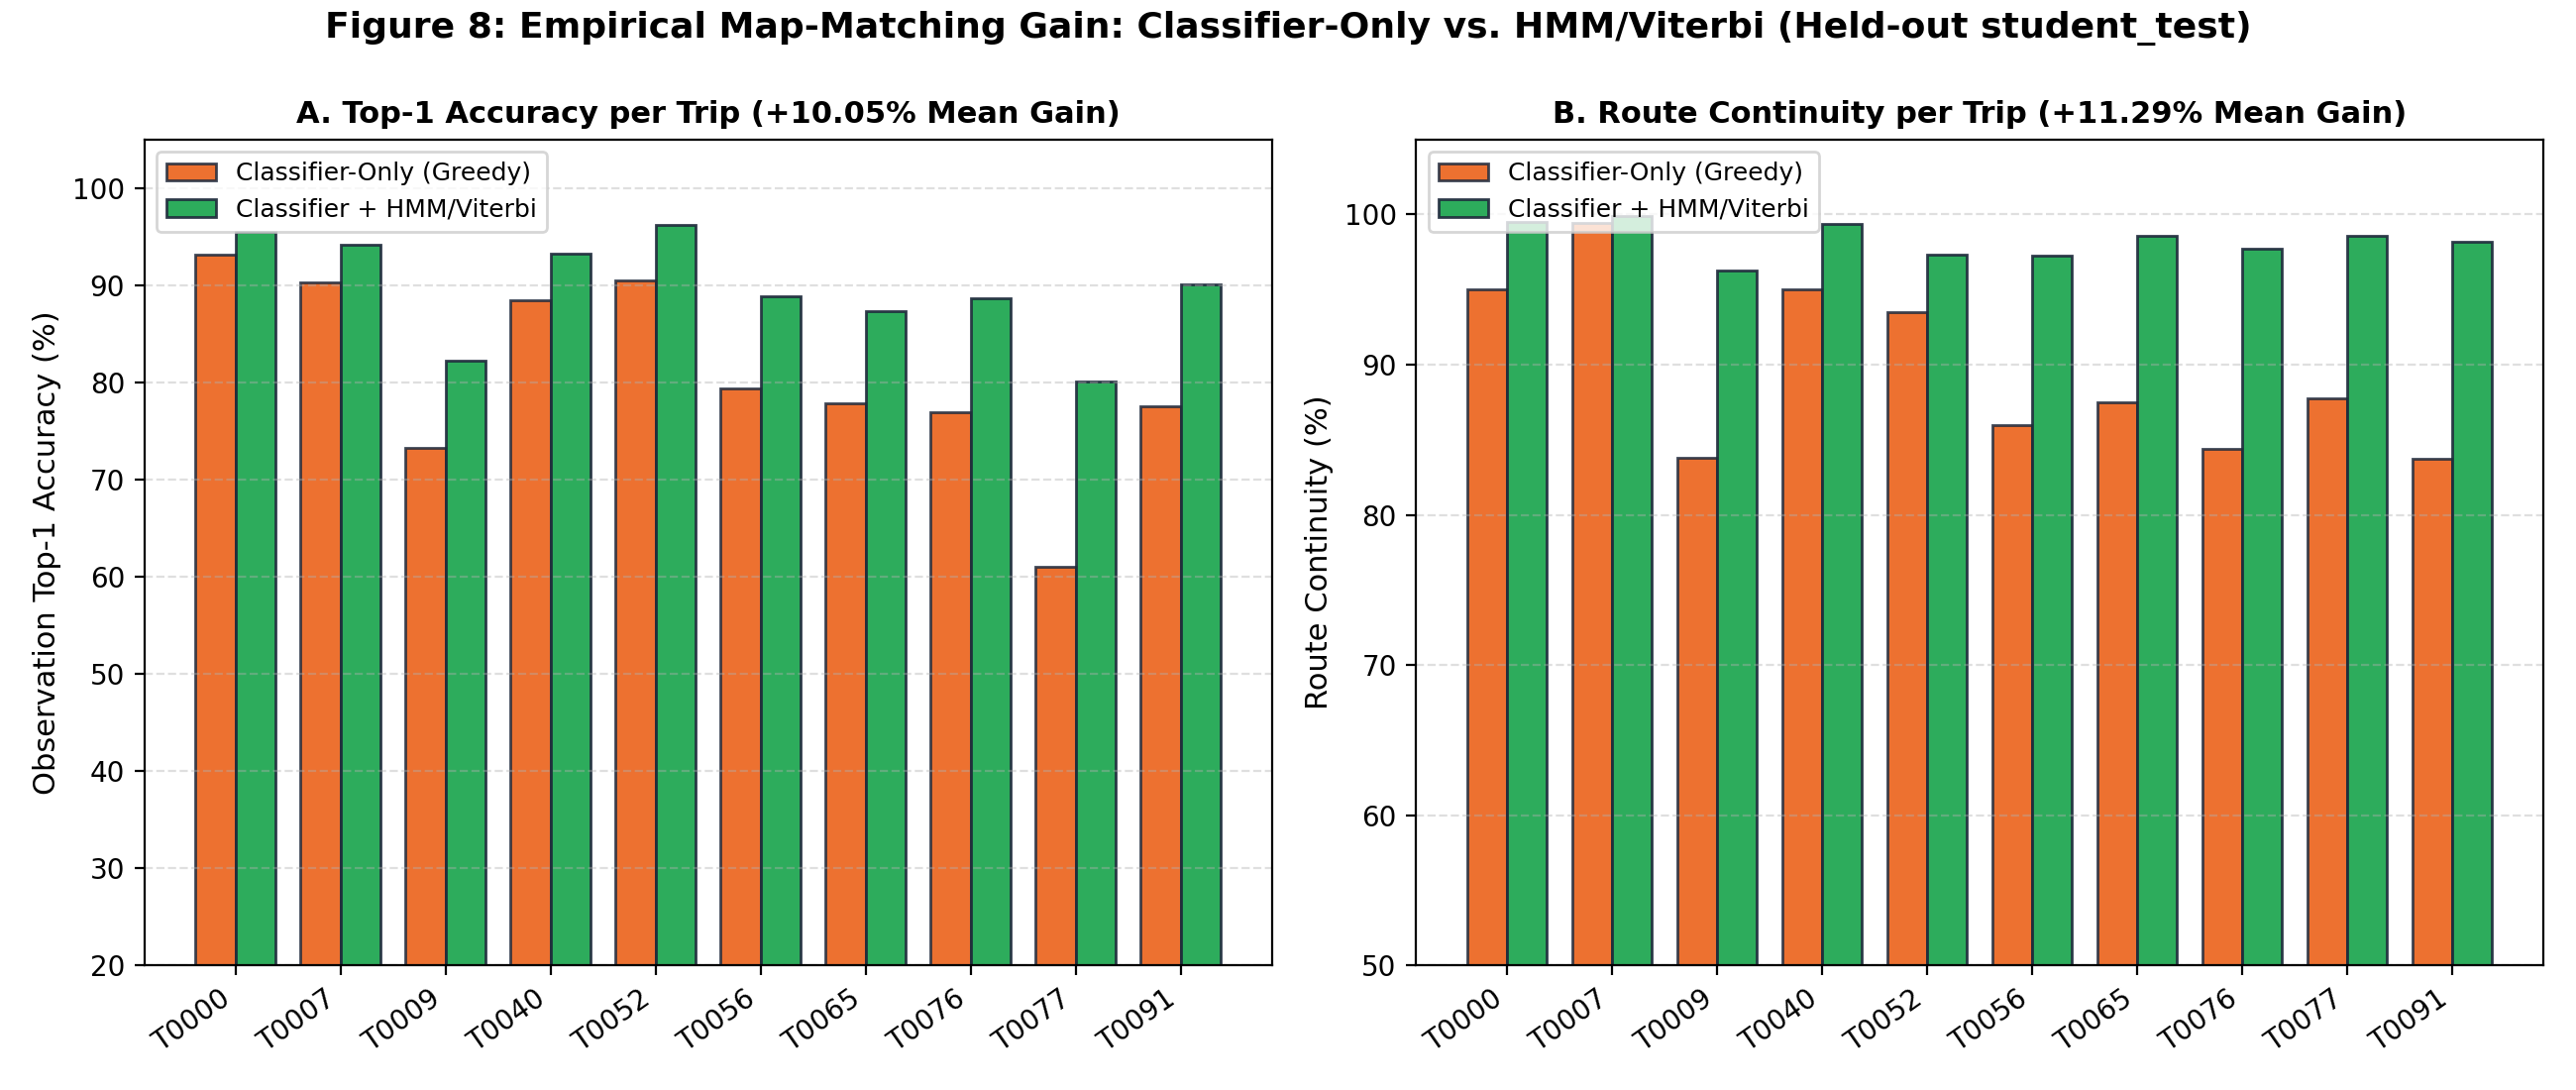 Figure 8: Empirical Map-Matching Gain: Classifier-Only vs. HMM/Viterbi (Held-out student_test)
A. Top-1 Accuracy per Trip (+10.05% Mean Gain)
Classifier-Only (Greedy)
Classifier + HMM/Viterbi
Observation Top-1 Accuracy (%)
100
90
80
70
60
50
40
30
20
T0000
T0007
T0009
T0040
T0052
T0056
T0065
T0076
T0077
T0091
B. Route Continuity per Trip (+11.29% Mean Gain)
Classifier-Only (Greedy)
Classifier + HMM/Viterbi
Route Continuity (%)
100
90
80
70
60
50
T0000
T0007
T0009
T0040
T0052
T0056
T0065
T0076
T0077
T0091